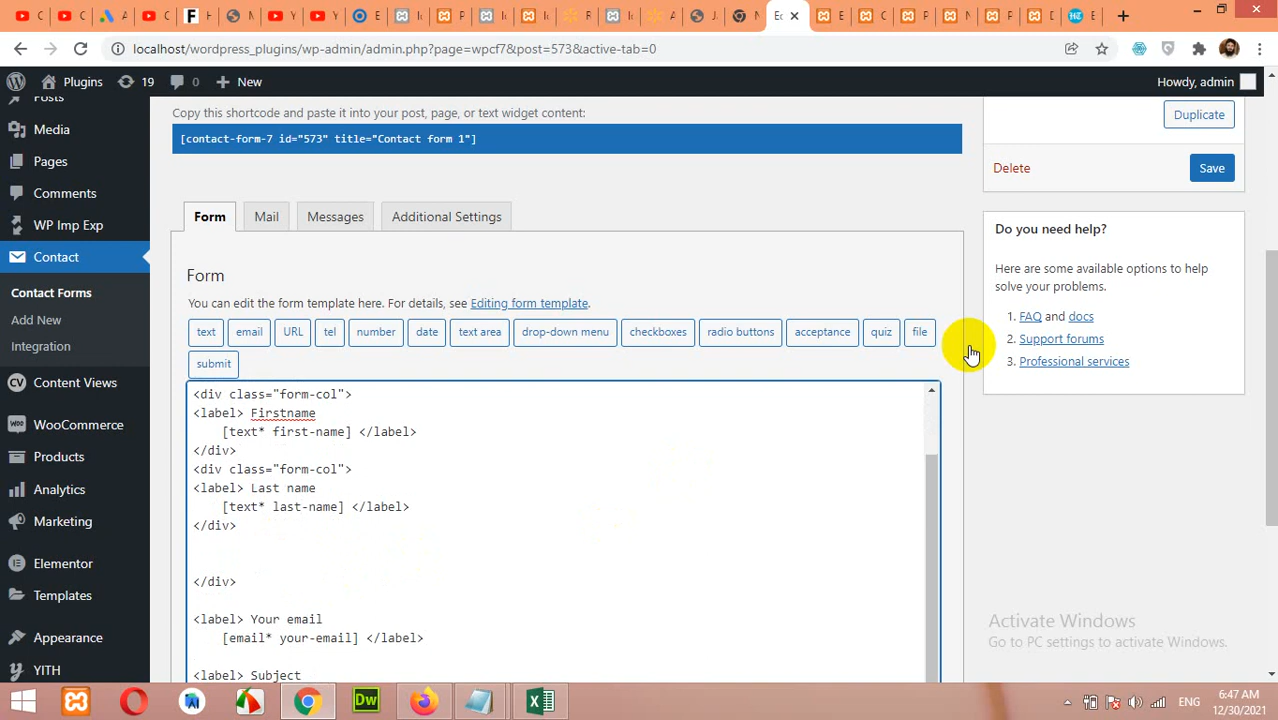 localhost/wordpress_plugins/wp-admin/admin.php?page=wpcf7&post=573&active-tab=0
Plugins
19
0
New
Howdy, admin
Posts
Media
Pages
Comments
WP Imp Exp
Contact
Contact Forms
Add New
Integration
Content Views
WooCommerce
Products
Analytics
Marketing
Elementor
Templates
Appearance
YITH
Copy this shortcode and paste it into your post, page, or text widget content:
[contact-form-7 id="573" title="Contact form 1"]
Form Mail Messages Additional Settings
Form
You can edit the form template here. For details, see Editing form template.
text email URL tel number date text area drop-down menu checkboxes radio buttons acceptance quiz file
submit
<div class="form-col">
<label> Firstname
[text* first-name] </label>
</div>
<div class="form-col">
<label> Last name
[text* last-name] </label>
</div>
</div>
<label> Your email
[email* your-email] </label>
<label> Subject
Duplicate
Delete Save
Do you need help?
Here are some available options to help
solve your problems.
1. FAQ and docs
2. Support forums
3. Professional services
Activate Windows
Go to PC settings to activate Windows.
Dw
ENG
6:47 AM
12/30/2021